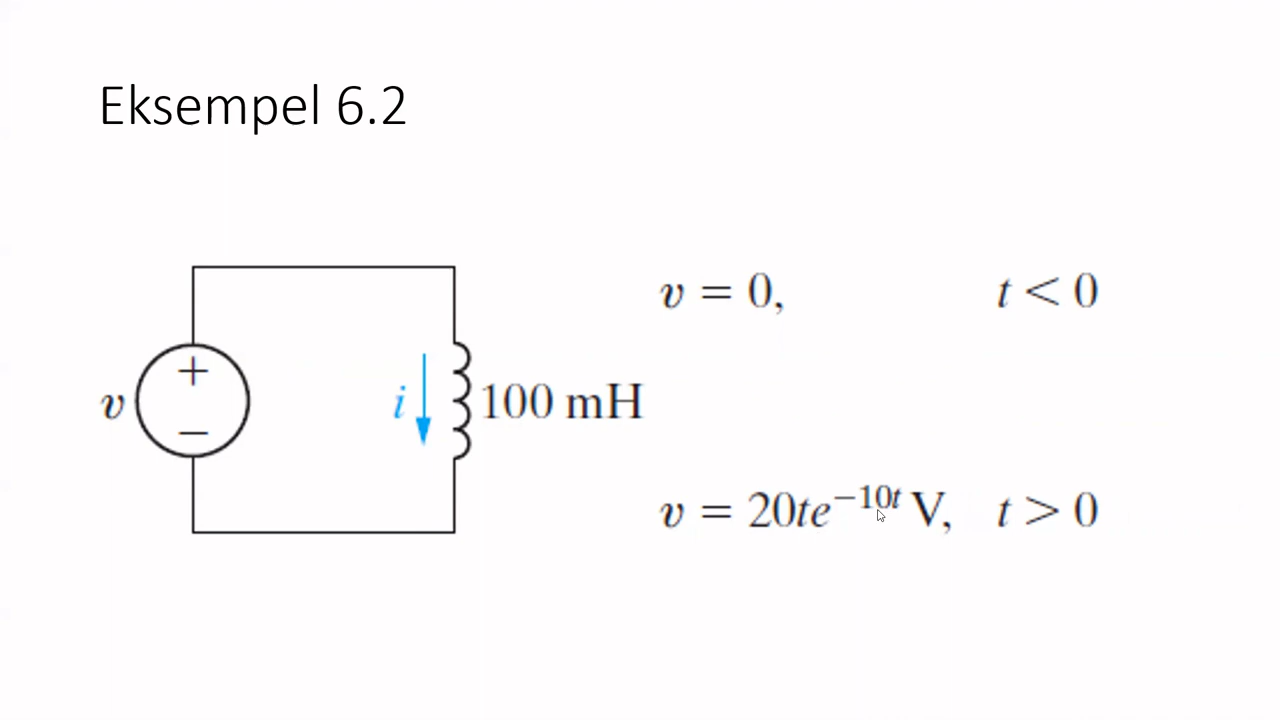 Eksempel 6.2
v = 0, t < 0
+
v
i
100 mH
−
v = 20te⁻¹⁰ᵗ V, t > 0